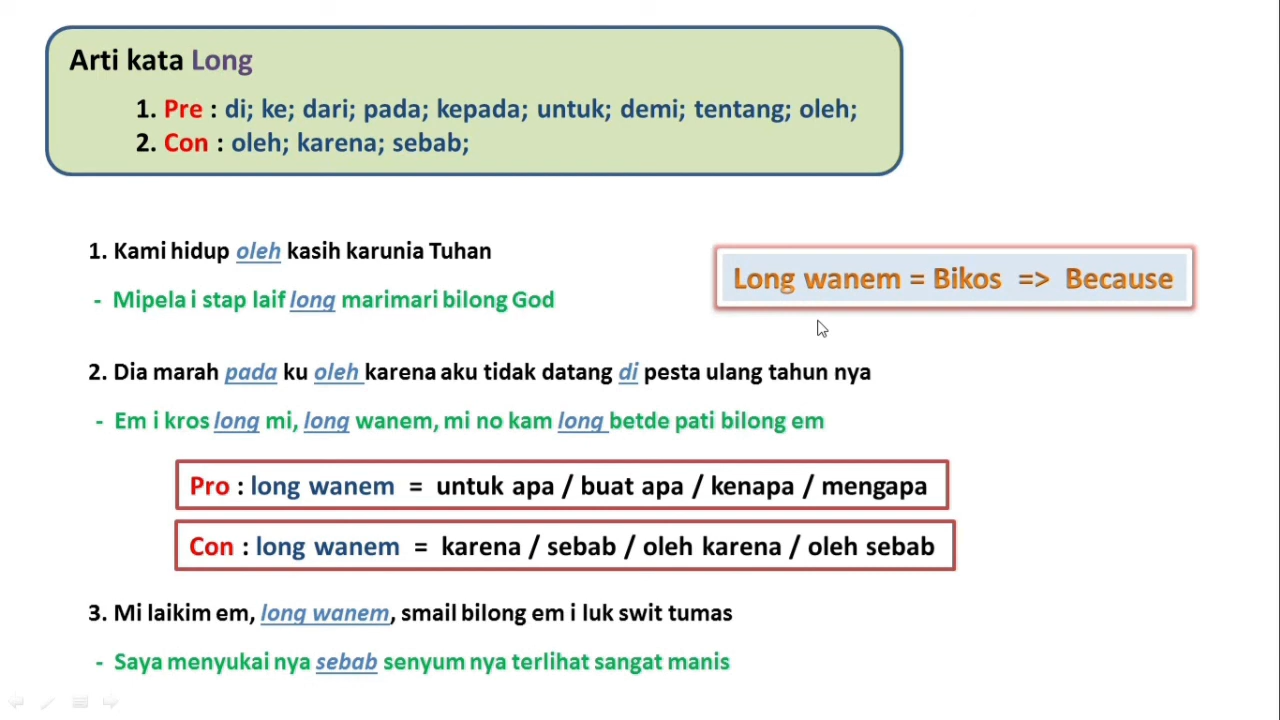 Arti kata Long
1. Pre : di; ke; dari; pada; kepada; untuk; demi; tentang; oleh;
2. Con : oleh; karena; sebab;
1. Kami hidup oleh kasih karunia Tuhan
- Mipela i stap laif long marimari bilong God
Long wanem = Bikos => Because
2. Dia marah pada ku oleh karena aku tidak datang di pesta ulang tahun nya
- Em i kros long mi, long wanem, mi no kam long betde pati bilong em
Pro : long wanem = untuk apa / buat apa / kenapa / mengapa
Con : long wanem = karena / sebab / oleh karena / oleh sebab
3. Mi laikim em, long wanem, smail bilong em i luk swit tumas
- Saya menyukai nya sebab senyum nya terlihat sangat manis